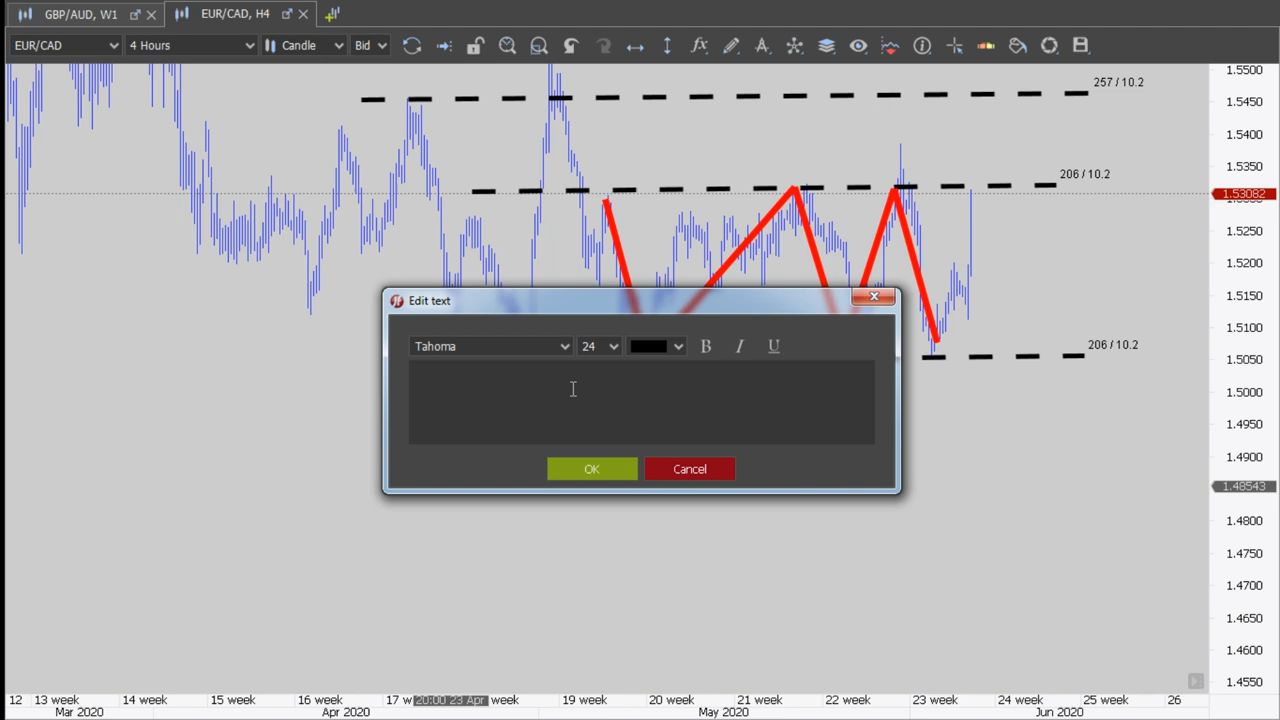 GBP/AUD, W1
EUR/CAD, H4
EUR/CAD
4 Hours
Candle
Bid
1.5500
257 / 10.2
1.5450
1.5400
1.5350
206 / 10.2
1.53082
1.5250
1.5200
1.5150
1.5100
206 / 10.2
1.5050
1.5000
1.4950
1.4900
1.48543
1.4800
1.4750
1.4700
1.4650
1.4600
1.4550
Edit text
Tahoma
24
B I U
OK
Cancel
12 13 week 14 week 15 week 16 week 17 w 20:00 23 Apr week 19 week 20 week 21 week 22 week 23 week 24 week 25 week 26
Mar 2020 Apr 2020 May 2020 Jun 2020